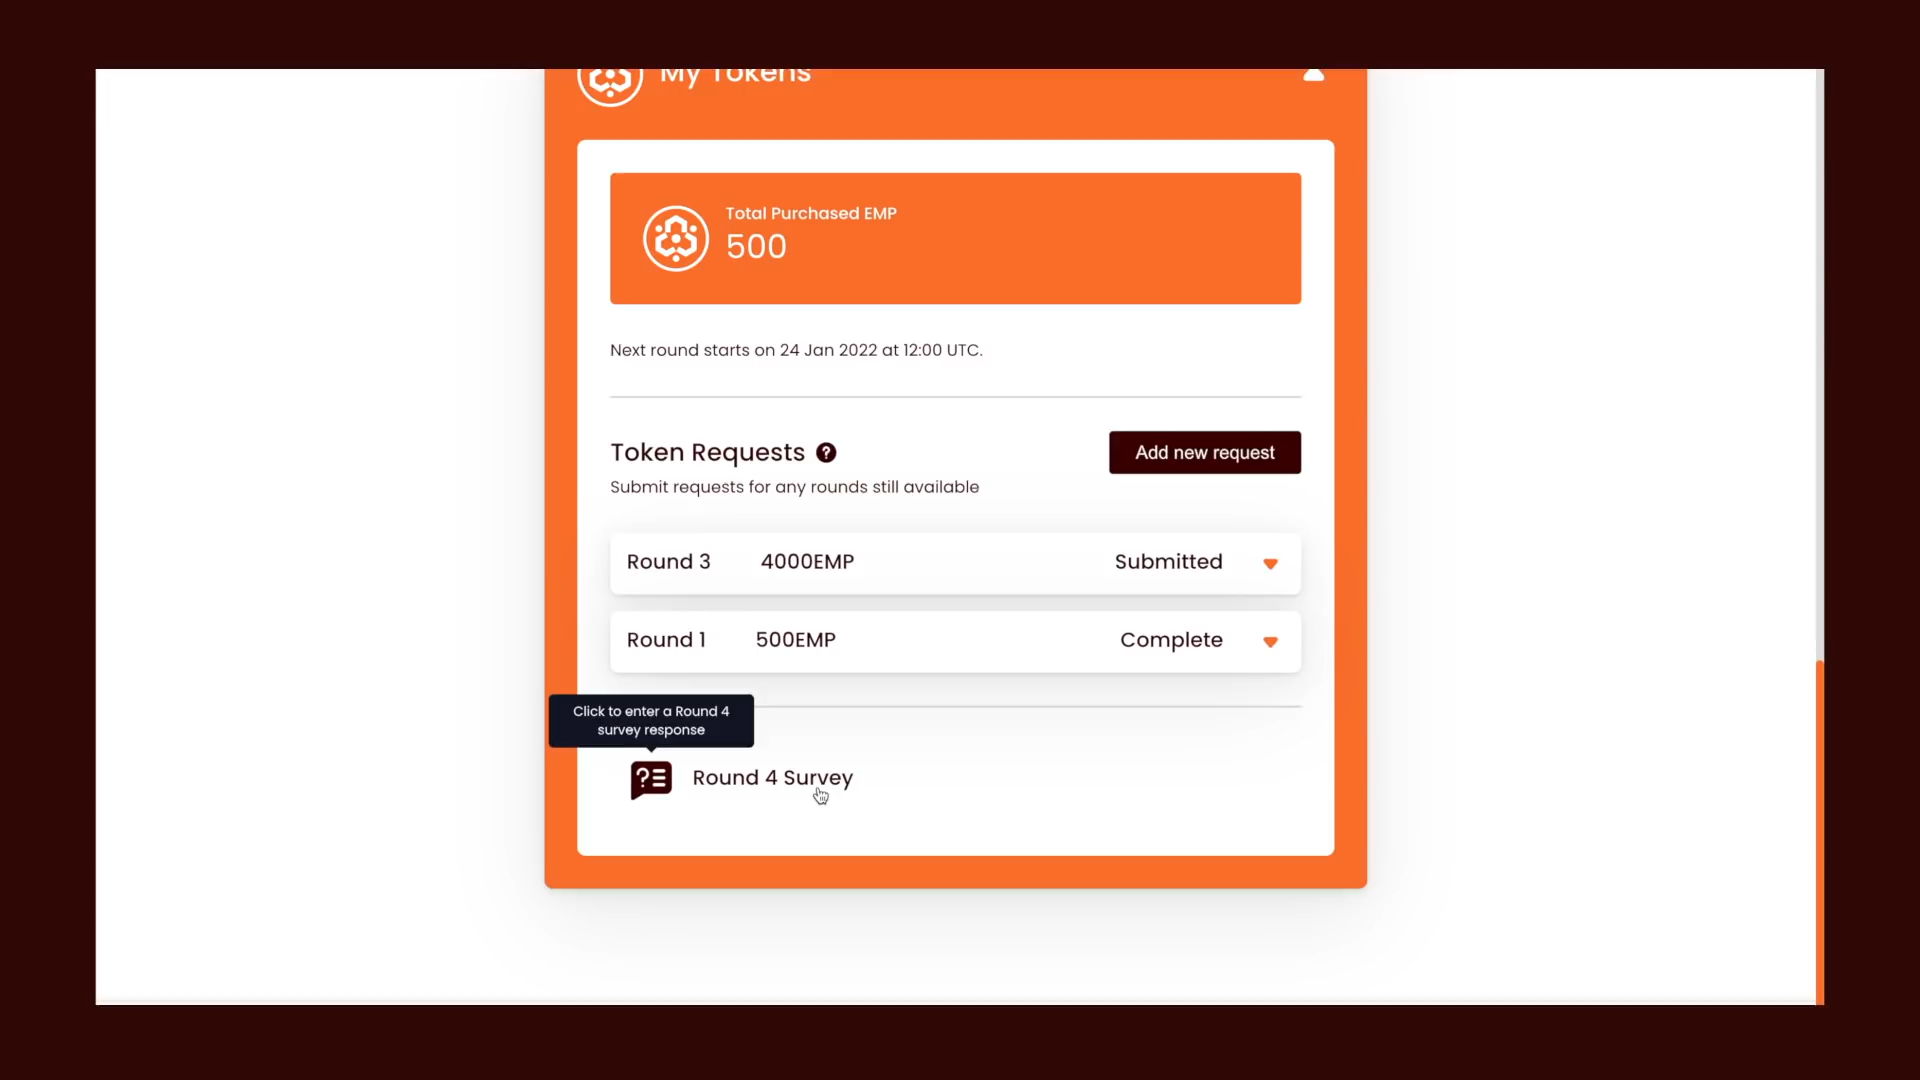 My Tokens
Total Purchased EMP
500
Next round starts on 24 Jan 2022 at 12:00 UTC.
Token Requests ?
Add new request
Submit requests for any rounds still available
Round 3 4000EMP Submitted
Round 1 500EMP Complete
Click to enter a Round 4
survey response
Round 4 Survey